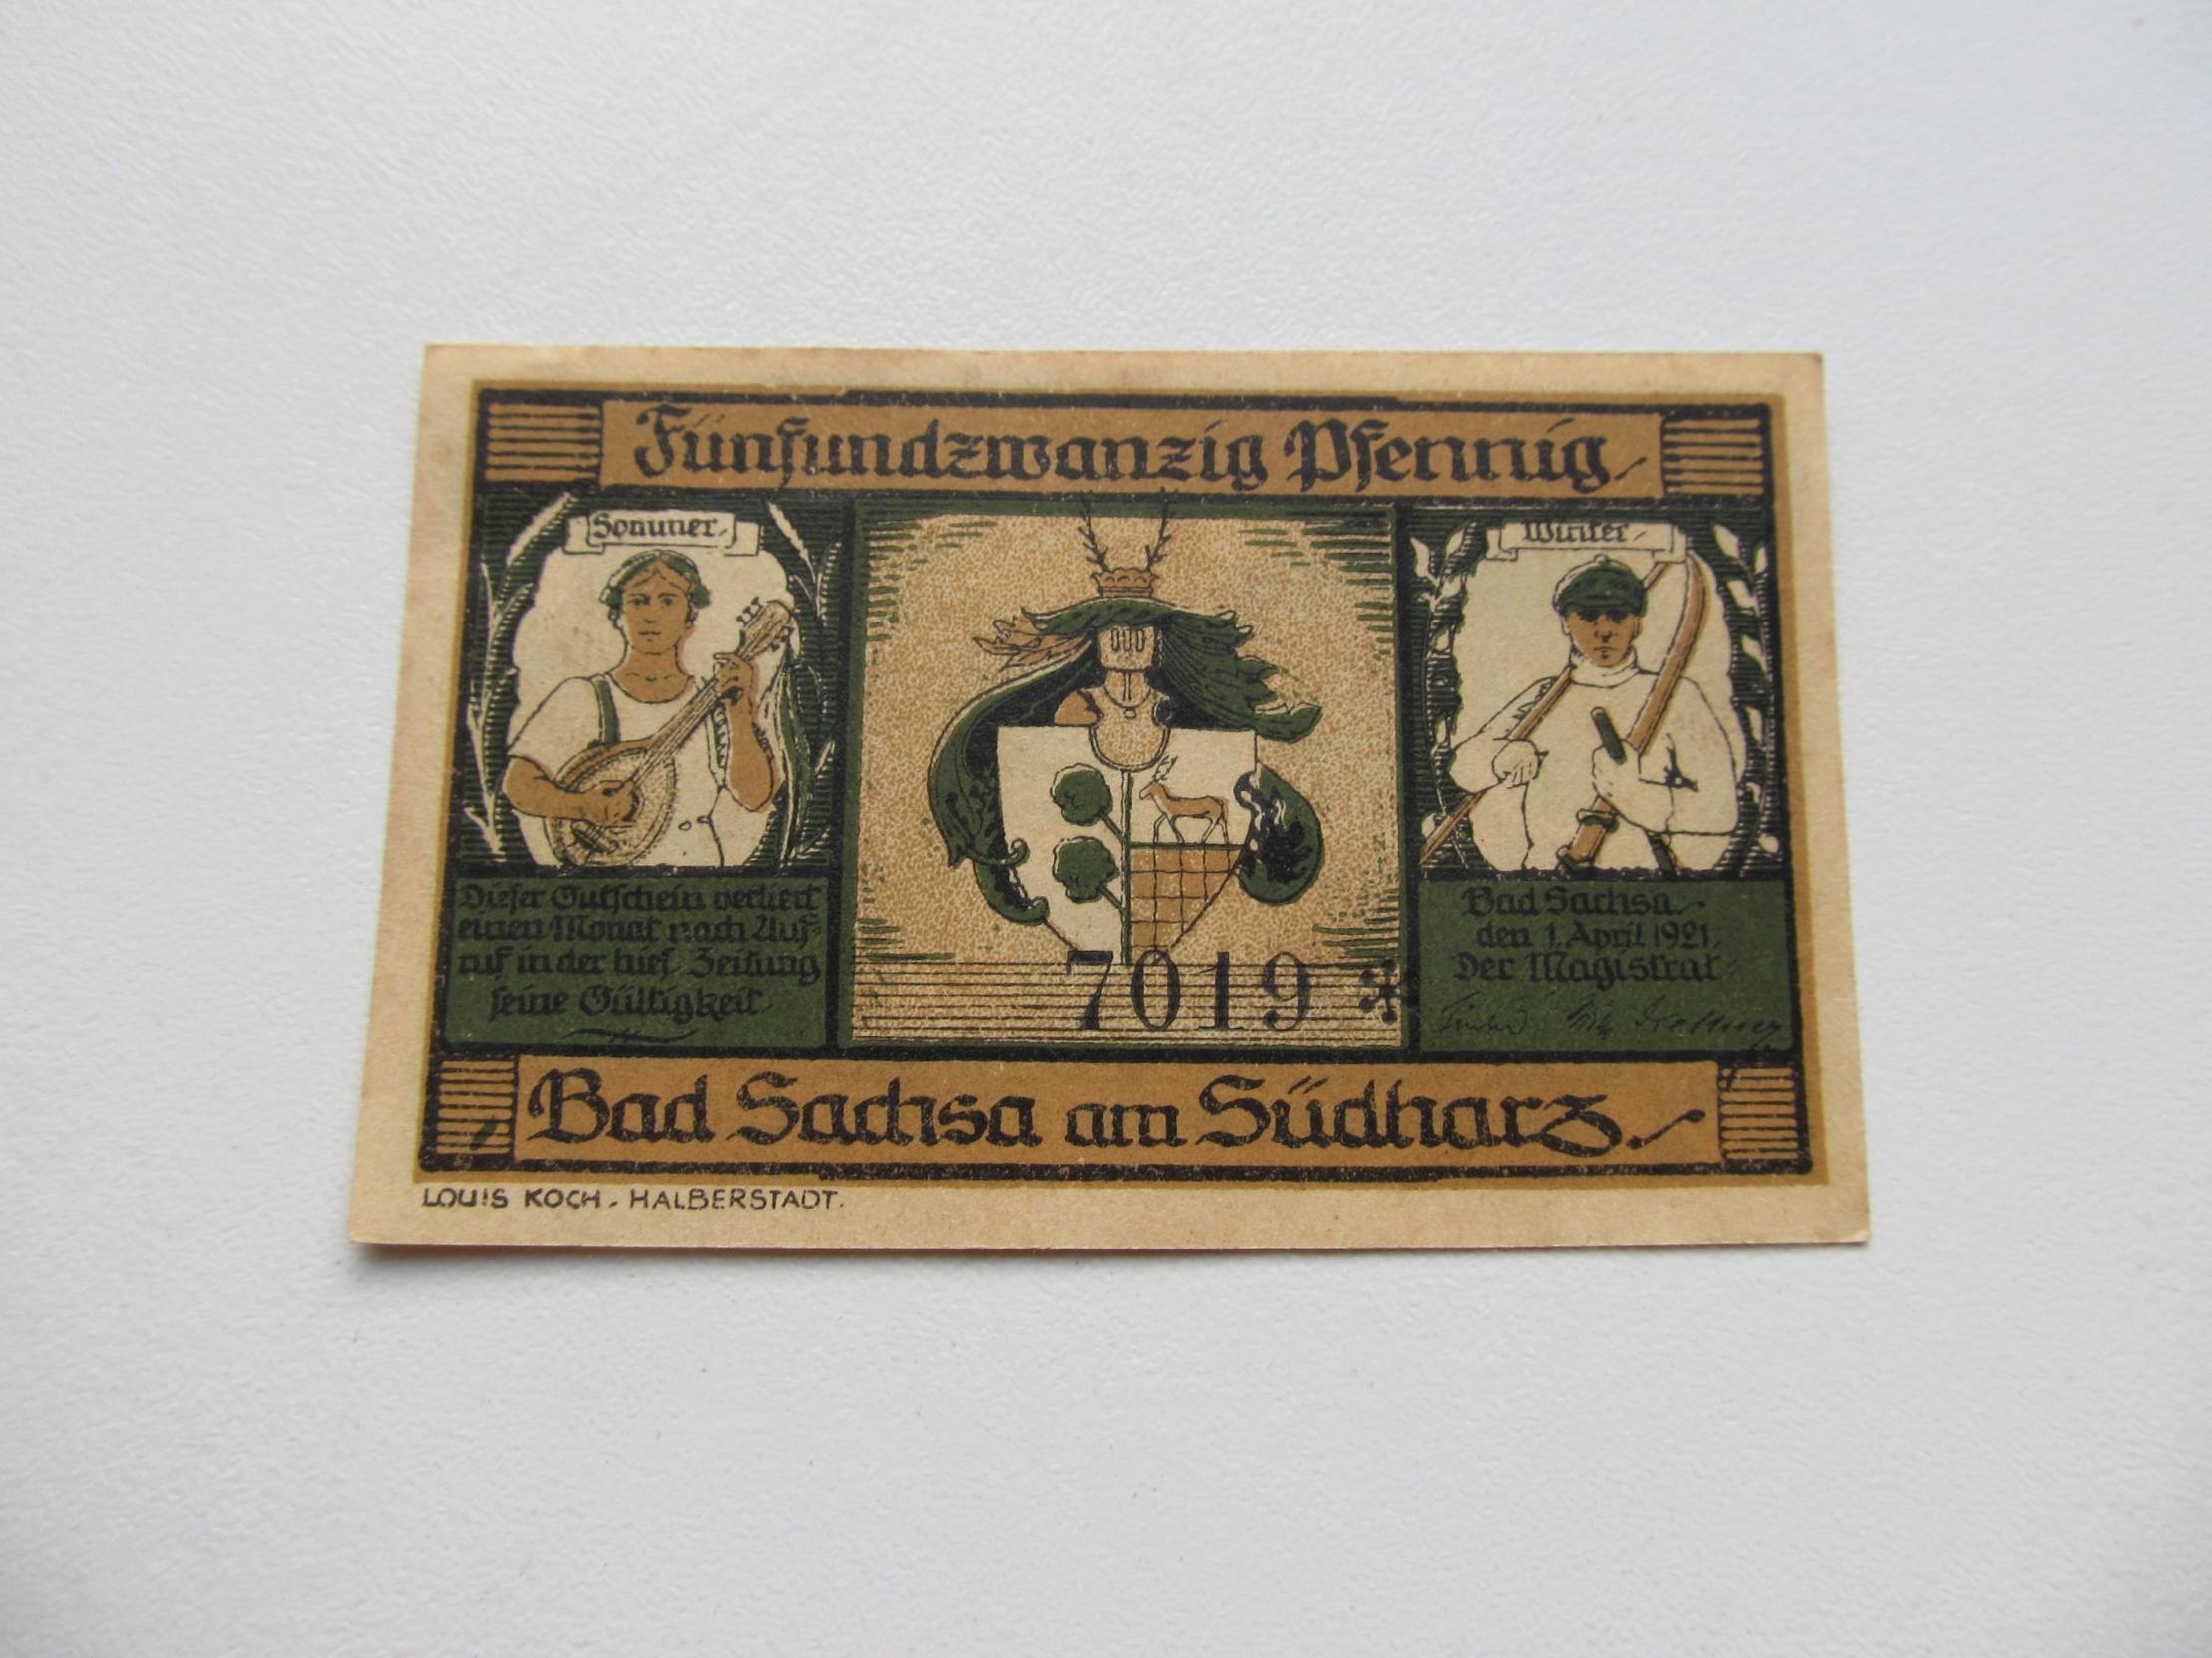 Fünfundzwanzig Pfennig
Sommer
Winter
Dieser Gutschein verliert
einen Monat nach Auf=
ruf in der hies. Zeitung
seine Gültigkeit
7019 *
Bad Sachsa
den 1. April 1921.
Der Magistrat
Bad Sachsa am Südharz.
LOUIS KOCH - HALBERSTADT.